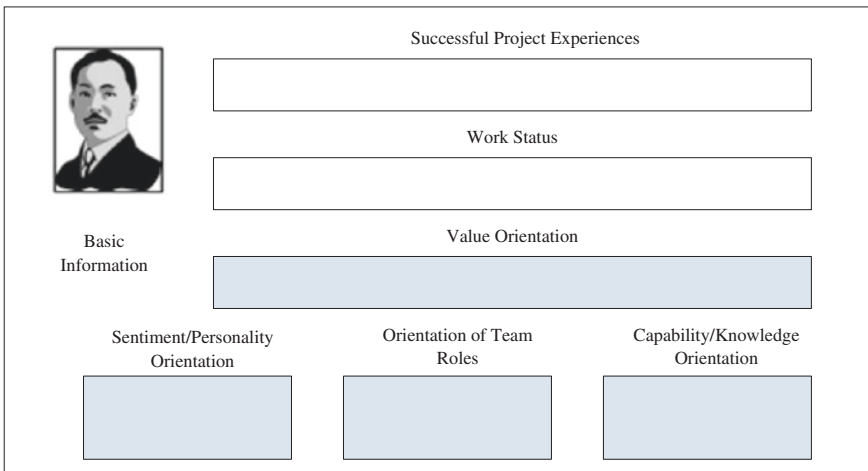 Successful Project Experiences
Work Status
Basic
Information
Value Orientation
Sentiment/Personality
Orientation
Orientation of Team
Roles
Capability/Knowledge
Orientation